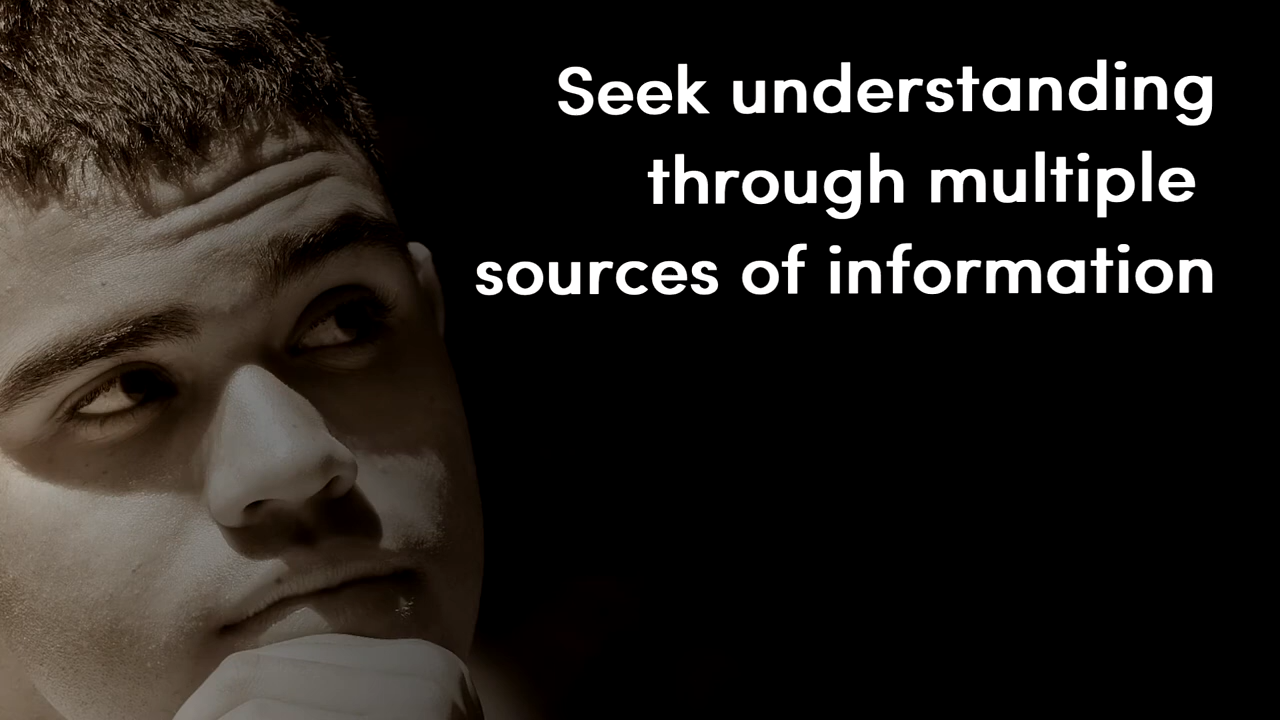 Seek understanding
through multiple
sources of information